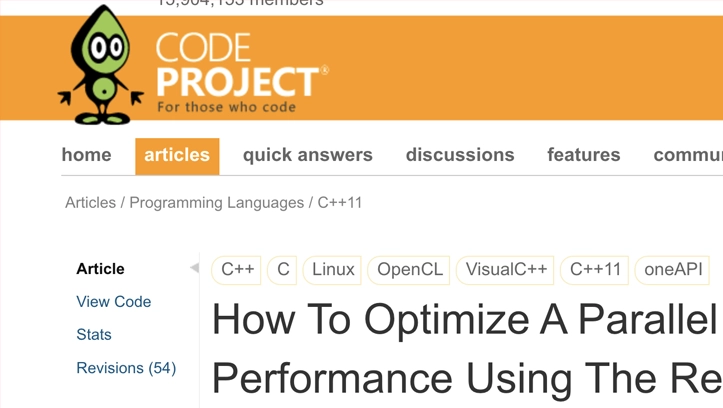 15,904,155 members
CODE
PROJECT®
For those who code
home articles quick answers discussions features
Articles / Programming Languages / C++11
Article
View Code
Stats
Revisions (54)
C++ C Linux OpenCL VisualC++ C++11 oneAPI
How To Optimize A Parallel
Performance Using The Re